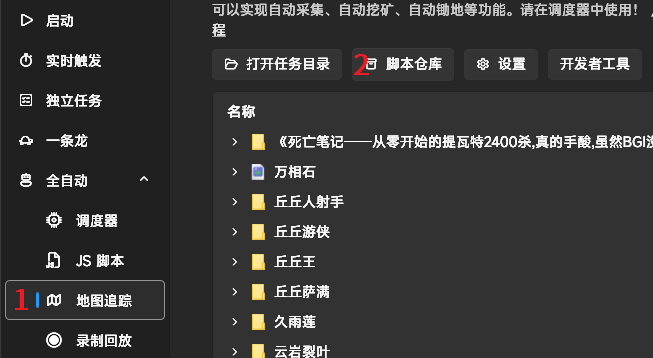 启动
实时触发
独立任务
一条龙
全自动
调度器
JS 脚本
1
地图追踪
录制回放
可以实现自动采集、自动挖矿、自动锄地等功能。请在调度器中使用！
程
打开任务目录
2
脚本仓库
设置
开发者工具
名称
《死亡笔记——从零开始的提瓦特2400杀,真的手酸,虽然BGI没
万相石
丘丘人射手
丘丘游侠
丘丘王
丘丘萨满
久雨莲
云岩裂叶